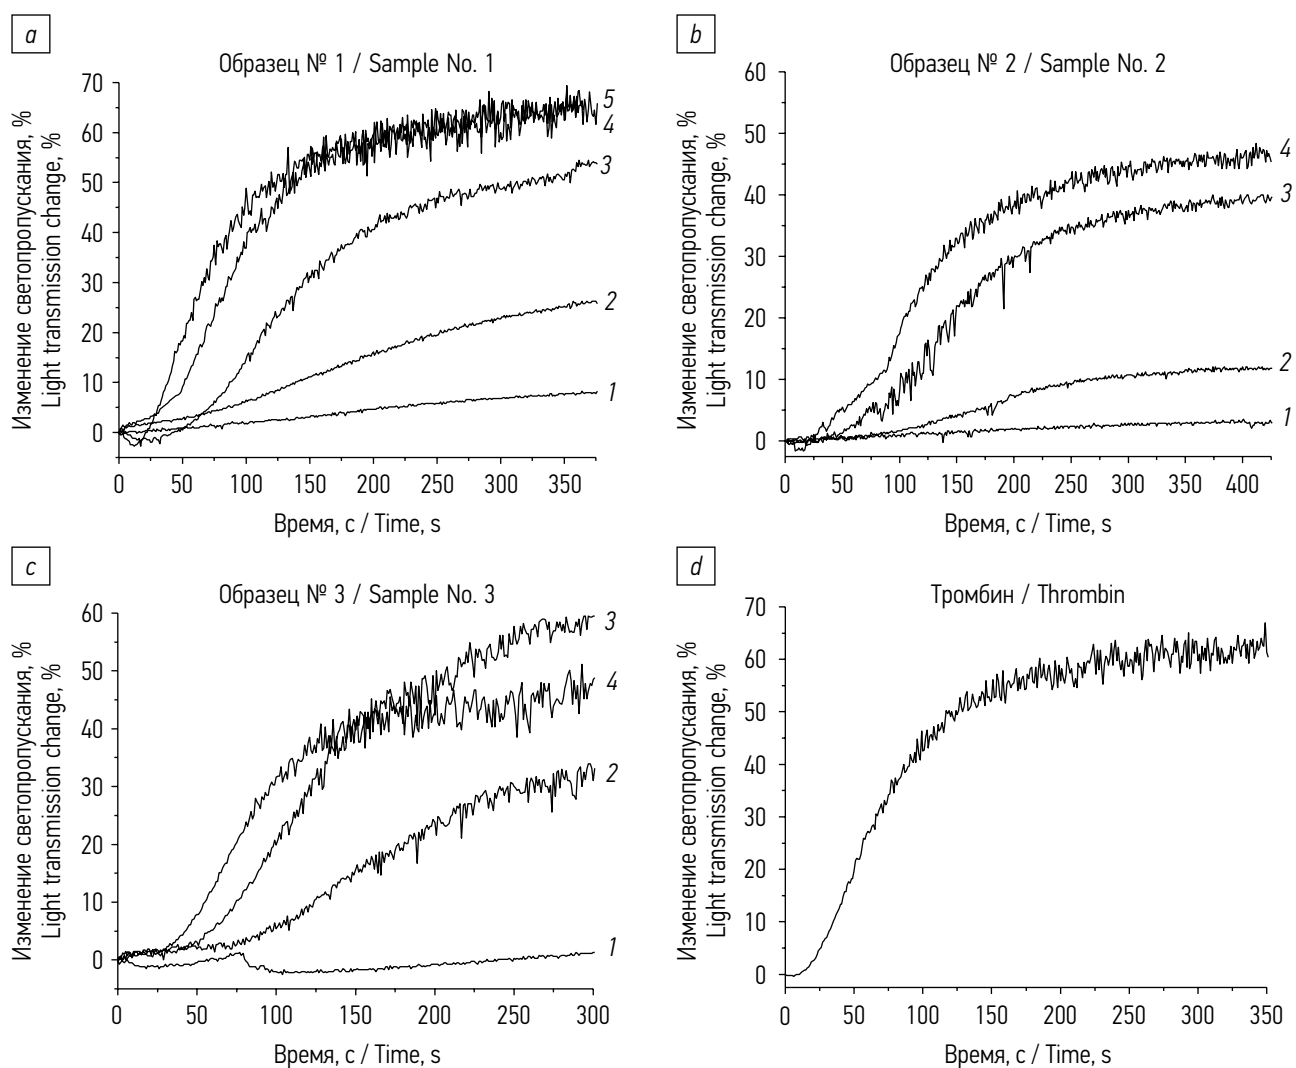 a
Образец № 1 / Sample No. 1
Изменение светопропускания, %
Light transmission change, %
70
60
50
40
30
20
10
0
5
4
3
2
1
0 50 100 150 200 250 300 350
Время, с / Time, s
b
Образец № 2 / Sample No. 2
Изменение светопропускания, %
Light transmission change, %
60
50
40
30
20
10
0
4
3
2
1
0 50 100 150 200 250 300 350 400
Время, с / Time, s
c
Образец № 3 / Sample No. 3
Изменение светопропускания, %
Light transmission change, %
60
50
40
30
20
10
0
3
4
2
1
0 50 100 150 200 250 300
Время, с / Time, s
d
Тромбин / Thrombin
Изменение светопропускания, %
Light transmission change, %
70
60
50
40
30
20
10
0
0 50 100 150 200 250 300 350
Время, с / Time, s